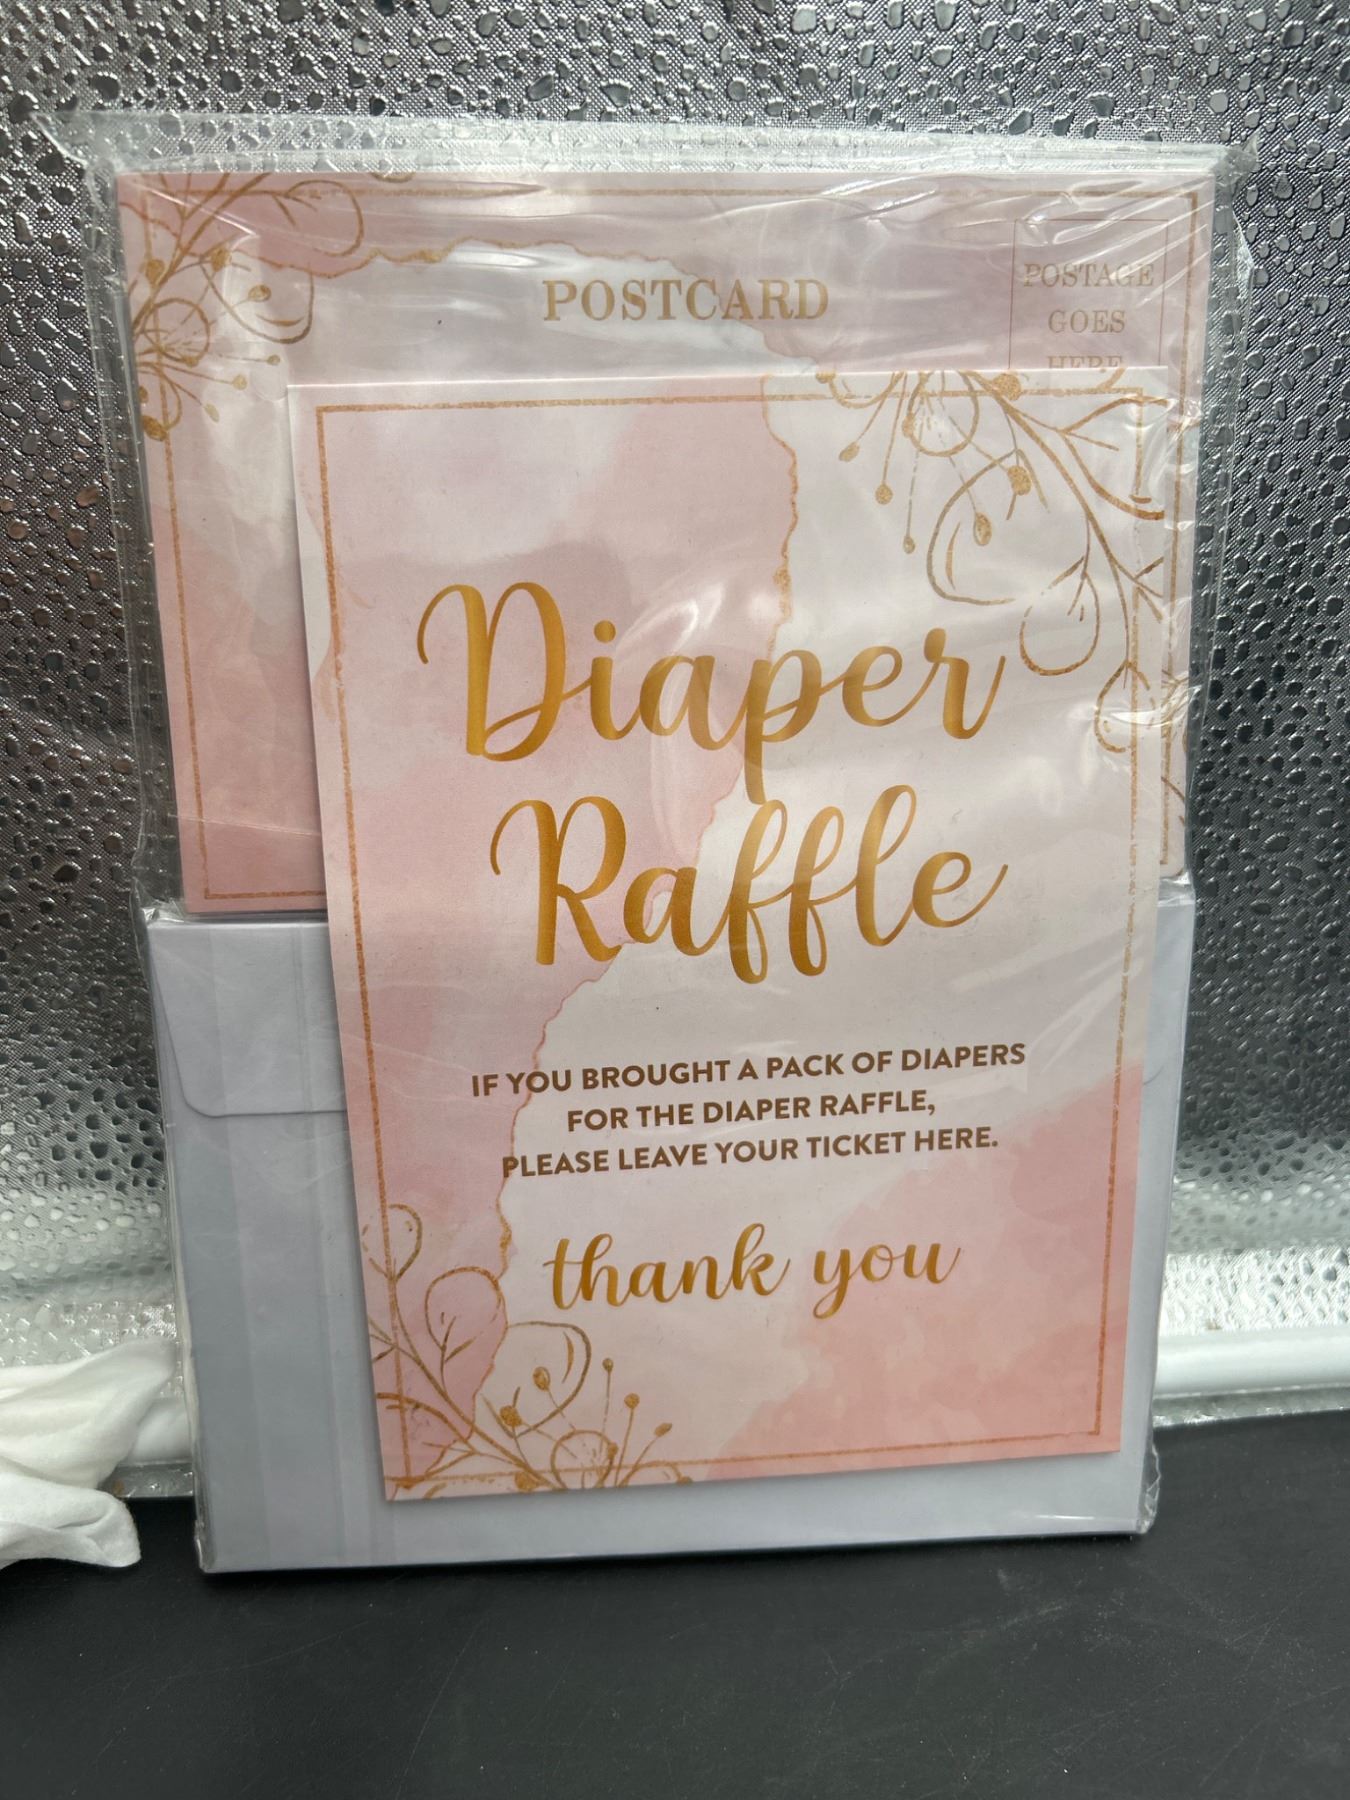 POSTCARD
POSTAGE
GOES
HERE
Diaper
Raffle
IF YOU BROUGHT A PACK OF DIAPERS
FOR THE DIAPER RAFFLE,
PLEASE LEAVE YOUR TICKET HERE.
thank you